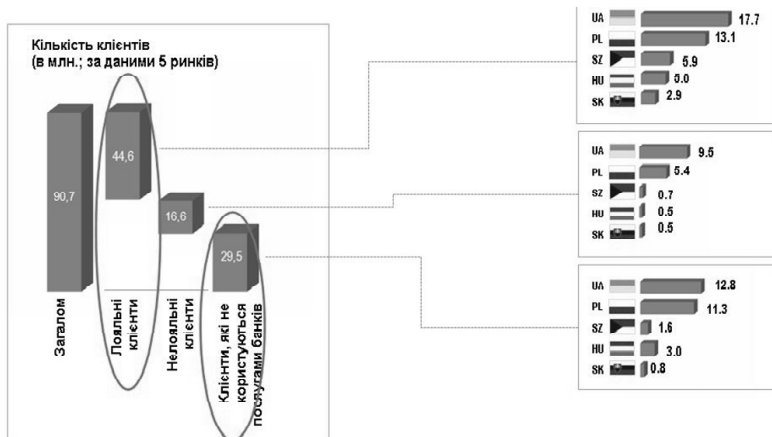 Кількість клієнтів
(в млн.; за даними 5 ринків)
90,7
44,6
16,6
29,5
Загалом
Лояльні
клієнти
Нелояльні
клієнти
Клієнти, які не
користуються
послугами банків
UA 17.7
PL 13.1
SZ 5.9
HU 5.0
SK 2.9
UA 9.5
PL 5.4
SZ 0.7
HU 0.5
SK 0.5
UA 12.8
PL 11.3
SZ 1.6
HU 3.0
SK 0.8